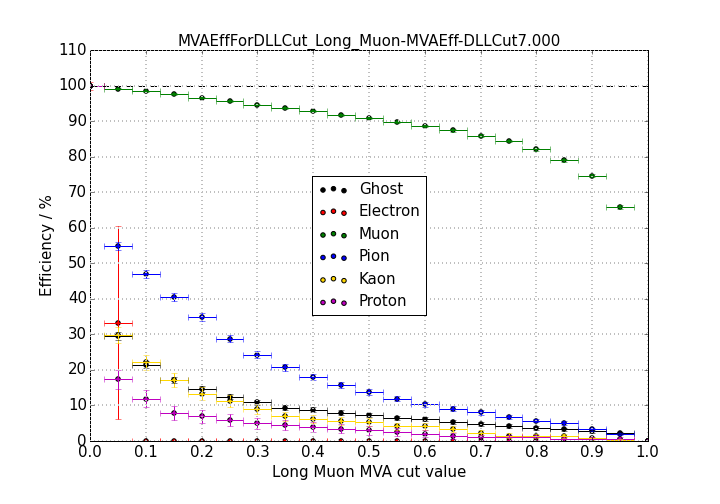 MVAEffForDLLCut_Long_Muon-MVAEff-DLLCut7.000
110
100
90
80
70
60
50
40
30
20
10
0
Efficiency / %
Ghost
Electron
Muon
Pion
Kaon
Proton
0.0 0.1 0.2 0.3 0.4 0.5 0.6 0.7 0.8 0.9 1.0
Long Muon MVA cut value